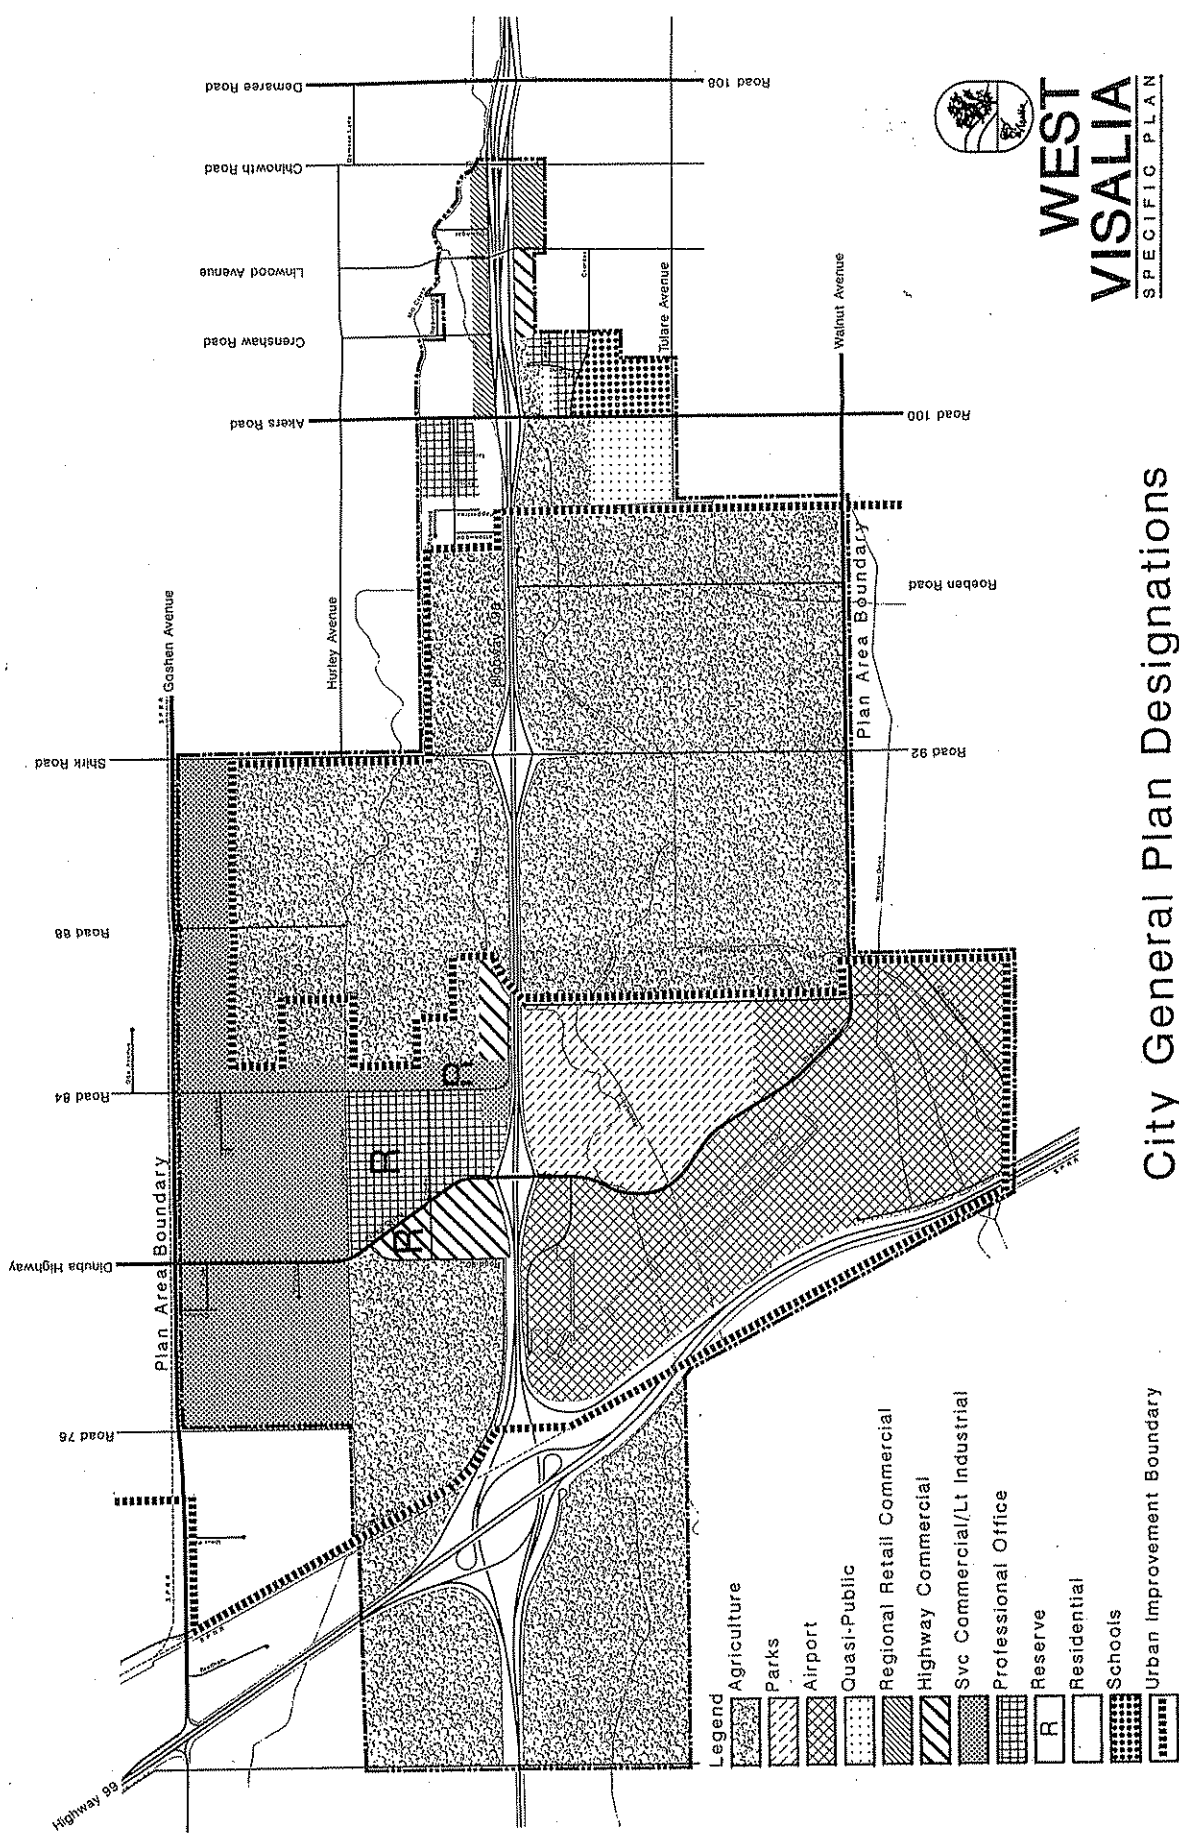 City General Plan Designations
WEST
VISALIA
SPECIFIC PLAN
Legend
Agriculture
Parks
Airport
Quasi-Public
Regional Retail Commercial
Highway Commercial
Svc Commercial/Lt Industrial
Professional Office
R
Reserve
Residential
Schools
Urban Improvement Boundary
Highway 99
Road 76
Dinuba Highway
Road 84
Road 88
Shirk Road
Akers Road
Crenshaw Road
Linwood Avenue
Chinowth Road
Demaree Road
Plan Area Boundary
Goshen Avenue
Hurley Avenue
R
R
R
Tulare Avenue
Walnut Avenue
Plan Area Boundary
Road 92
Roeben Road
Road 100
Road 108